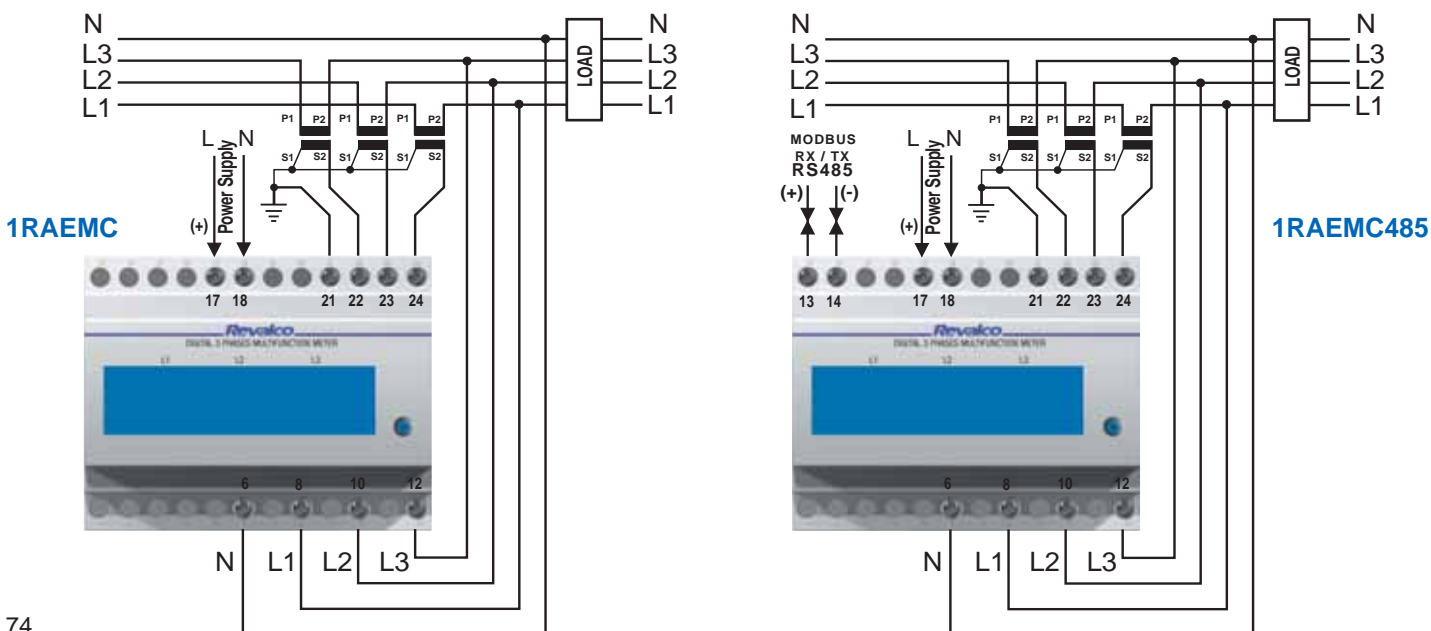 N N
L3 L3
L2 L2
L1 L1
LOAD
P1 P2 P1 P2 P1 P2
S1 S2 S1 S2 S1 S2
L N
Power Supply
(+)
1RAEMC
17 18 21 22 23 24
Revalco
DIGITAL 3 PHASES MULTIFUNCTION METER
L1 L2 L3
6 8 10 12
N L1 L2 L3
74
N N
L3 L3
L2 L2
L1 L1
LOAD
P1 P2 P1 P2 P1 P2
S1 S2 S1 S2 S1 S2
MODBUS
RX / TX
RS485
(+) (-)
L N
Power Supply
(+)
1RAEMC485
13 14 17 18 21 22 23 24
Revalco
DIGITAL 3 PHASES MULTIFUNCTION METER
L1 L2 L3
6 8 10 12
N L1 L2 L3